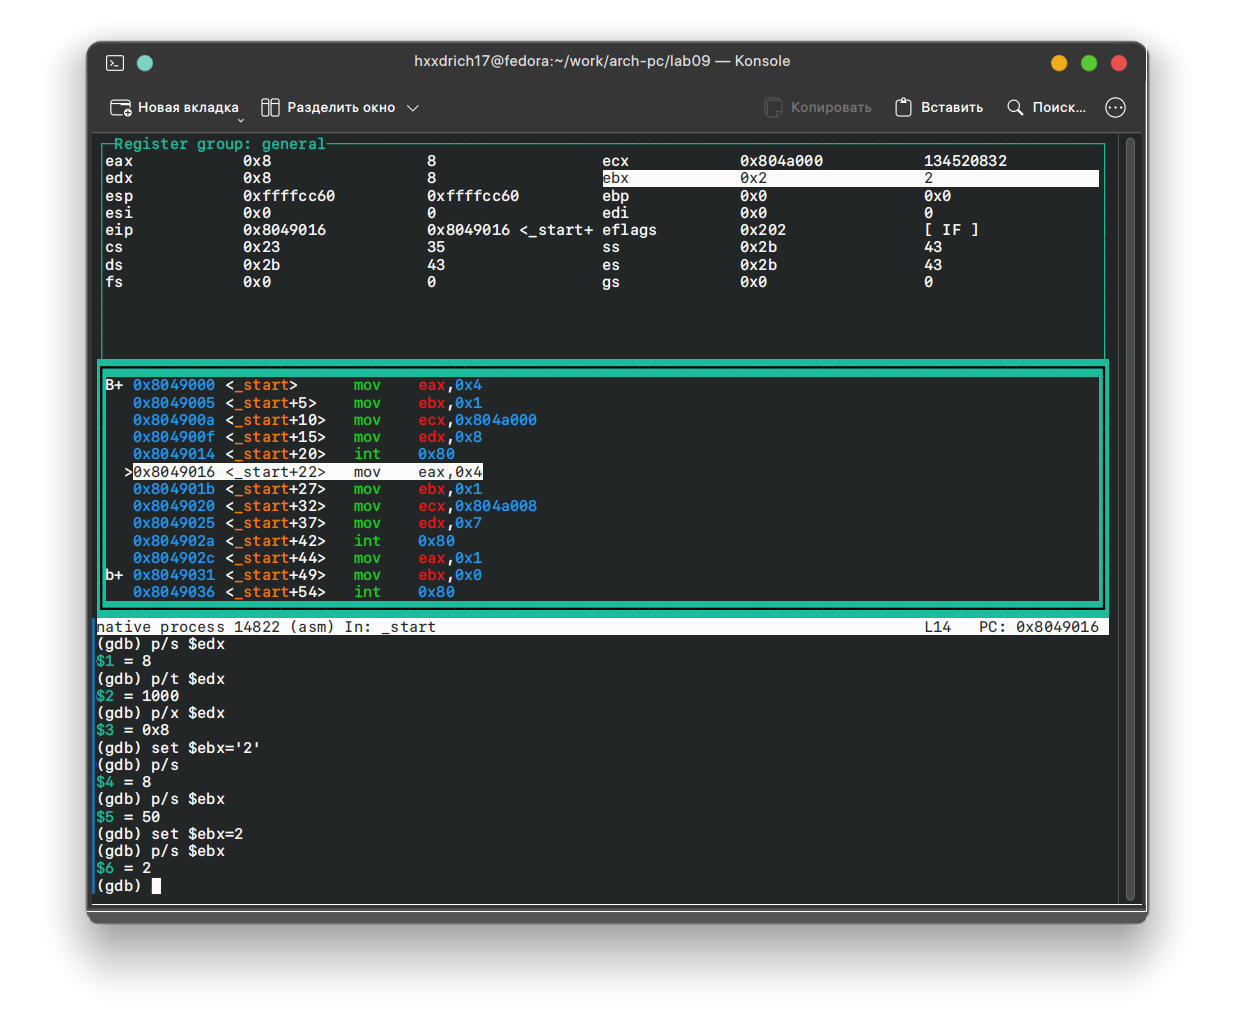 hxxdrich17@fedora:~/work/arch-pc/lab09 — Konsole
Новая вкладка Разделить окно Копировать Вставить Поиск...
Register group: general
eax 0x8 8 ecx 0x804a000 134520832
edx 0x8 8 ebx 0x2 2
esp 0xffffcc60 0xffffcc60 ebp 0x0 0x0
esi 0x0 0 edi 0x0 0
eip 0x8049016 0x8049016 <_start+ eflags 0x202 [ IF ]
cs 0x23 35 ss 0x2b 43
ds 0x2b 43 es 0x2b 43
fs 0x0 0 gs 0x0 0
B+ 0x8049000 <_start> mov eax,0x4
0x8049005 <_start+5> mov ebx,0x1
0x804900a <_start+10> mov ecx,0x804a000
0x804900f <_start+15> mov edx,0x8
0x8049014 <_start+20> int 0x80
>0x8049016 <_start+22> mov eax,0x4
0x804901b <_start+27> mov ebx,0x1
0x8049020 <_start+32> mov ecx,0x804a008
0x8049025 <_start+37> mov edx,0x7
0x804902a <_start+42> int 0x80
0x804902c <_start+44> mov eax,0x1
b+ 0x8049031 <_start+49> mov ebx,0x0
0x8049036 <_start+54> int 0x80
native process 14822 (asm) In: _start L14 PC: 0x8049016
(gdb) p/s $edx
$1 = 8
(gdb) p/t $edx
$2 = 1000
(gdb) p/x $edx
$3 = 0x8
(gdb) set $ebx='2'
(gdb) p/s
$4 = 8
(gdb) p/s $ebx
$5 = 50
(gdb) set $ebx=2
(gdb) p/s $ebx
$6 = 2
(gdb)